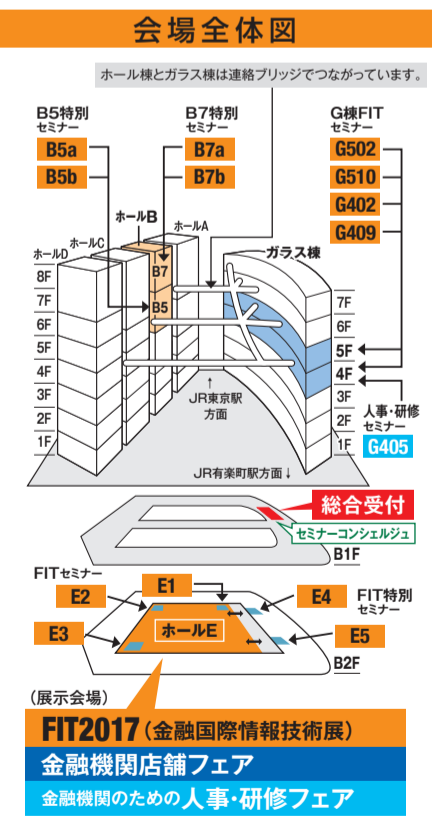 会場全体図
ホール棟とガラス棟は連絡ブリッジでつながっています。
B5特別
セミナー
B5a
B5b
B7特別
セミナー
B7a
B7b
G棟FIT
セミナー
G502
G510
G402
G409
ホールD
ホールC
ホールB
ホールA
ガラス棟
B7
B5
8F
7F
6F
5F
4F
3F
2F
1F
7F
6F
5F
4F
3F
2F
1F
人事・研修
セミナー
G405
↑
JR東京駅
方面
JR有楽町駅方面↓
総合受付
セミナーコンシェルジュ
B1F
FITセミナー
E1
E2
E3
E4
E5
FIT特別
セミナー
ホールE
B2F
(展示会場)
FIT2017(金融国際情報技術展)
金融機関店舗フェア
金融機関のための人事・研修フェア